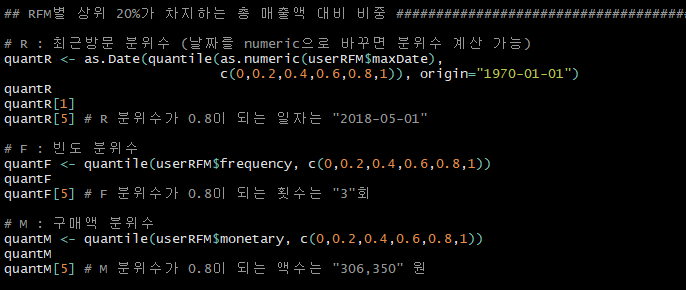 ## RFM별 상위 20%가 차지하는 총 매출액 대비 비중 ####################################
# R : 최근방문 분위수 (날짜를 numeric으로 바꾸면 분위수 계산 가능)
quantR <- as.Date(quantile(as.numeric(userRFM$maxDate),
c(0,0.2,0.4,0.6,0.8,1)), origin="1970-01-01")
quantR
quantR[1]
quantR[5] # R 분위수가 0.8이 되는 일자는 "2018-05-01"
# F : 빈도 분위수
quantF <- quantile(userRFM$frequency, c(0,0.2,0.4,0.6,0.8,1))
quantF
quantF[5] # F 분위수가 0.8이 되는 횟수는 "3"회
# M : 구매액 분위수
quantM <- quantile(userRFM$monetary, c(0,0.2,0.4,0.6,0.8,1))
quantM
quantM[5] # M 분위수가 0.8이 되는 액수는 "306,350" 원